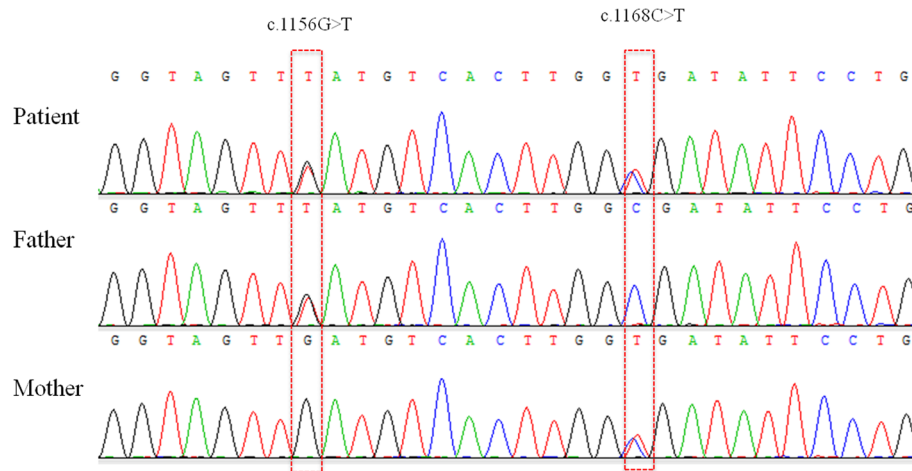 c.1156G>T c.1168C>T
G G T A G T T T A T G T C A C T T G G T G A T A T T C C T G
Patient
G G T A G T T T A T G T C A C T T G G C G A T A T T C C T G
Father
G G T A G T T G A T G T C A C T T G G T G A T A T T C C T G
Mother